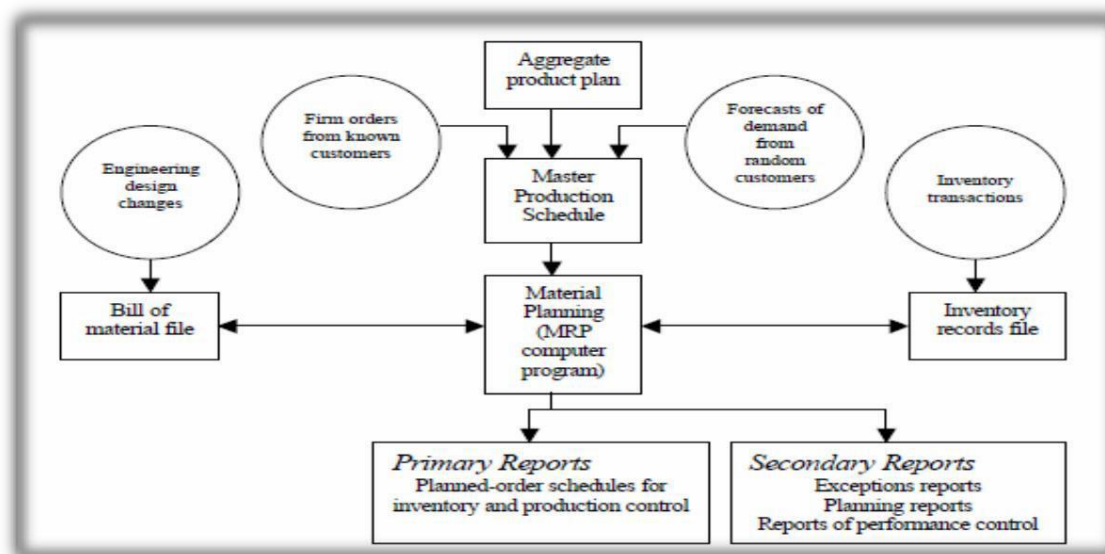 Aggregate
product plan
Firm orders
from known
customers
Forecasts of
demand
from
random
customers
Engineering
design
changes
Master
Production
Schedule
Inventory
transactions
Bill of
material file
Material
Planning
(MRP
computer
program)
Inventory
records file
Primary Reports
Planned-order schedules for
inventory and production control
Secondary Reports
Exceptions reports
Planning reports
Reports of performance control